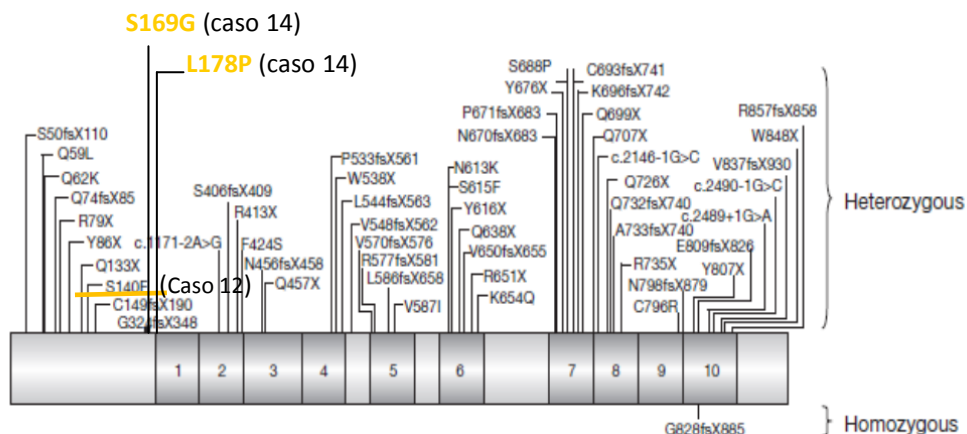 S169G (caso 14)
L178P (caso 14)
S50fsX110
Q59L
Q62K
Q74fsX85
R79X
Y86X
Q133X
S140F (Caso 12)
C149fsX190
G324fsX348
c.1171-2A>G
S406fsX409
R413X
F424S
N456fsX458
Q457X
P533fsX561
W538X
L544fsX563
V548fsX562
V570fsX576
R577fsX581
L586fsX658
V587I
N613K
S615F
Y616X
Q638X
V650fsX655
R651X
K654Q
S688P
Y676X
P671fsX683
N670fsX683
C693fsX741
K696fsX742
Q699X
Q707X
c.2146-1G>C
Q726X
Q732fsX740
A733fsX740
R735X
N798fsX879
C796R
R857fsX858
W848X
V837fsX930
c.2490-1G>C
c.2489+1G>A
E809fsX826
Y807X
Heterozygous
1 2 3 4 5 6 7 8 9 10
G828fsX885
Homozygous